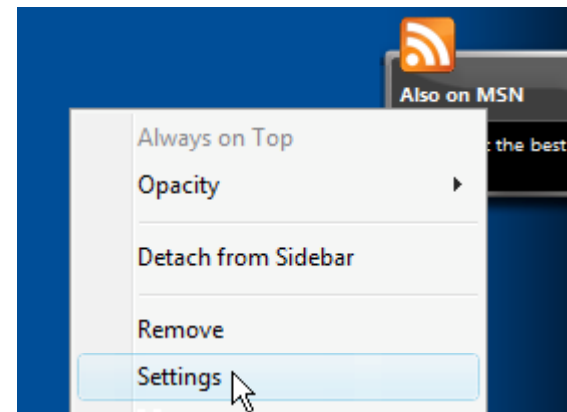 Also on MSN
the best
Always on Top
Opacity
Detach from Sidebar
Remove
Settings